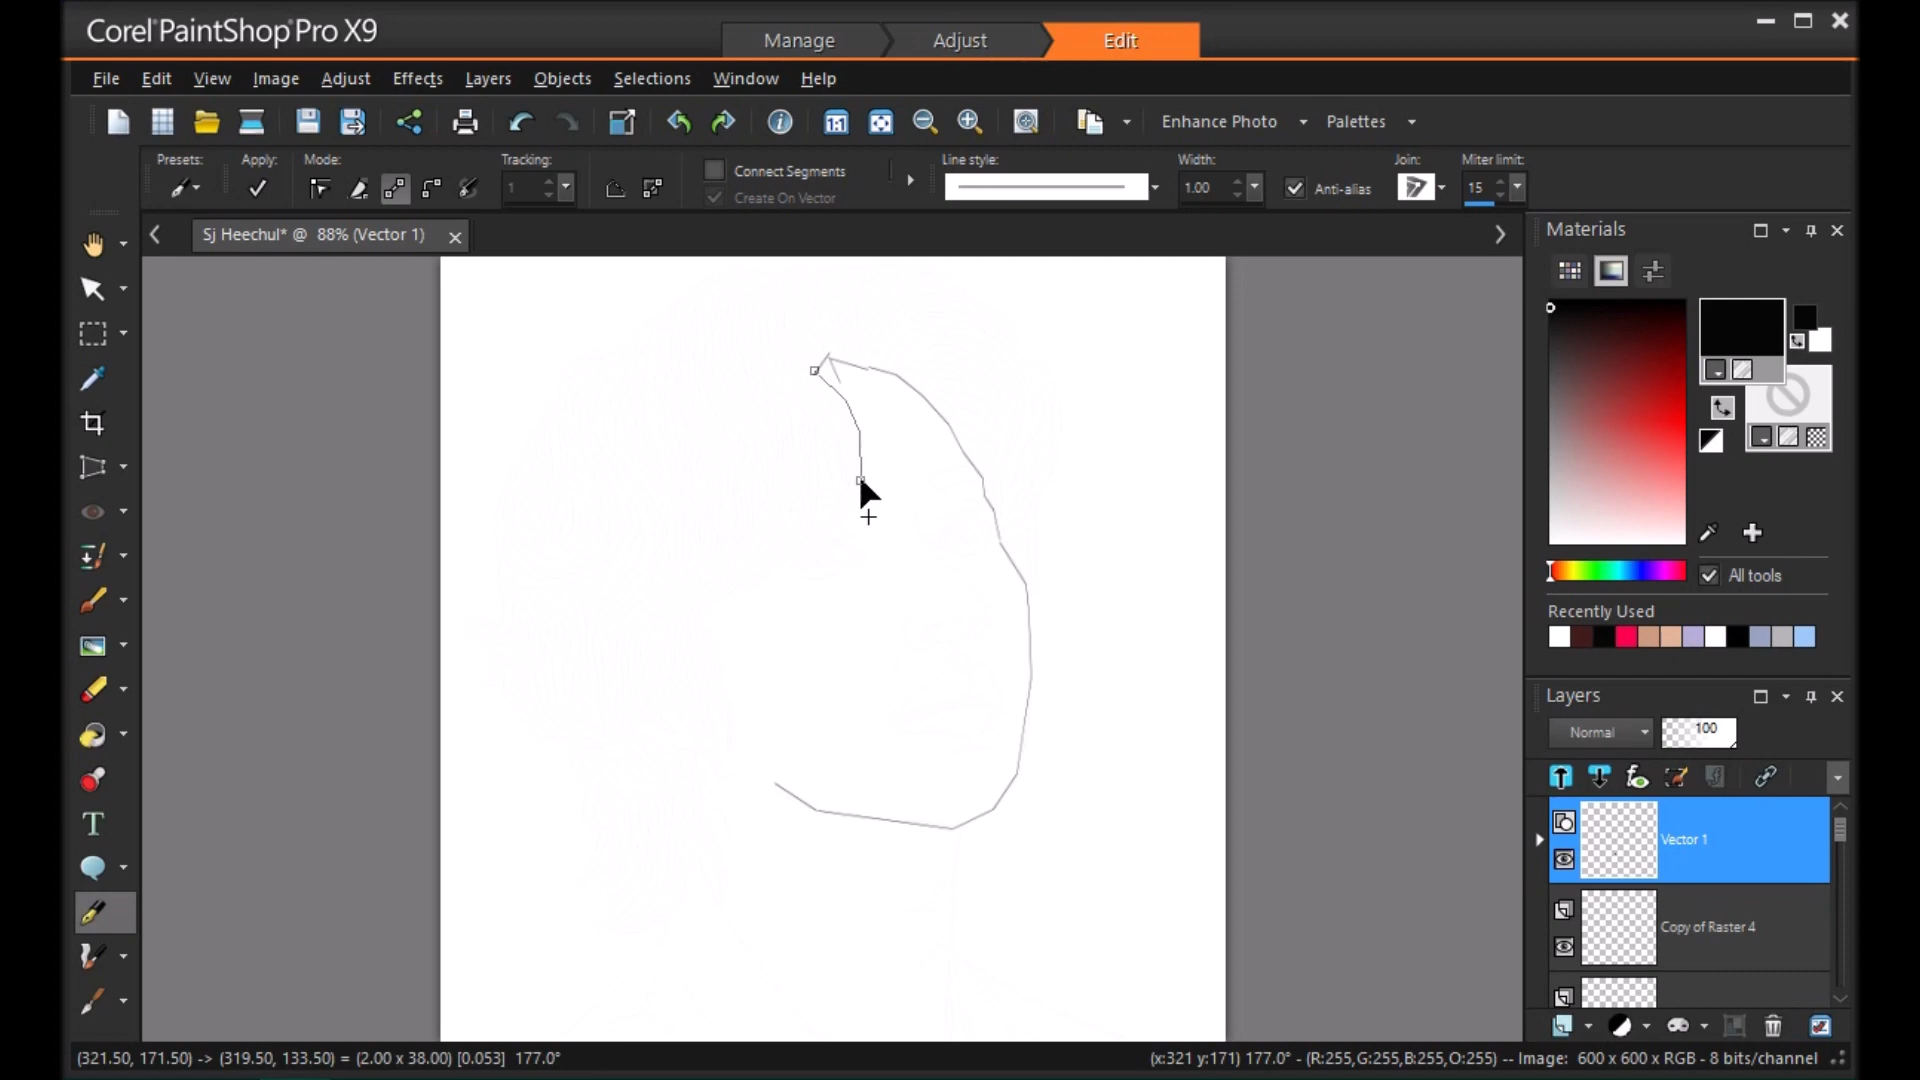 Corel PaintShop Pro X9
Manage
Adjust
Edit
File Edit View Image Adjust Effects Layers Objects Selections Window Help
Enhance Photo
Palettes
Presets:
Apply:
Mode:
Tracking:
1
Connect Segments
Create On Vector
Line style:
Width:
1.00
Anti-alias
Join:
Miter limit:
15
Sj Heechul* @ 88% (Vector 1)
Materials
All tools
Recently Used
Layers
Normal
100
Vector 1
Copy of Raster 4
(321.50, 171.50) -> (319.50, 133.50) = (2.00 x 38.00) [0.053] 177.0°
(x:321 y:171) 177.0° - (R:255,G:255,B:255,O:255) -- Image: 600 x 600 x RGB - 8 bits/channel